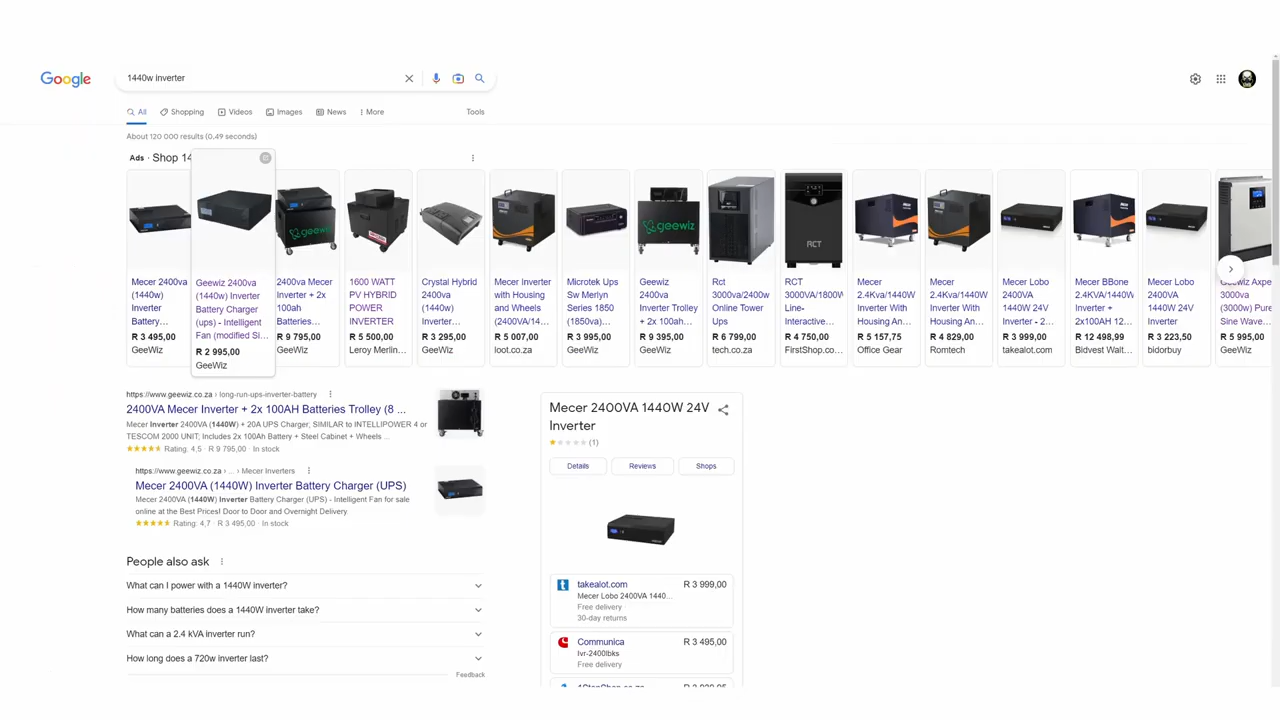 Google
1440w inverter
All
Shopping
Videos
Images
News
More
Tools
About 120 000 results (0,49 seconds)
Ads · Shop 14
Mecer 2400va
(1440w)
Inverter
Battery...
R 3 495,00
GeeWiz
Geewiz 2400va
(1440w) Inverter
Battery Charger
(ups) - Intelligent
Fan (modified Si...
R 2 995,00
GeeWiz
geewiz
2400va Mecer
Inverter + 2x
100ah
Batteries...
R 9 795,00
GeeWiz
1600 WATT
PV HYBRID
POWER
INVERTER
R 5 500,00
Leroy Merlin...
Crystal Hybrid
2400va
(1440w)
Inverter...
R 3 295,00
GeeWiz
Mecer Inverter
with Housing
and Wheels
(2400VA/14...
R 5 007,00
loot.co.za
Microtek Ups
Sw Merlyn
Series 1850
(1850va)...
R 3 995,00
GeeWiz
geewiz
Geewiz
2400va
Inverter Trolley
+ 2x 100ah...
R 9 395,00
GeeWiz
Rct
3000va/2400w
Online Tower
Ups
R 6 799,00
tech.co.za
RCT
RCT
3000VA/1800W
Line-
Interactive...
R 4 750,00
FirstShop.co...
Mecer
2.4Kva/1440W
Inverter With
Housing An...
R 5 157,75
Office Gear
Mecer
2.4Kva/1440W
Inverter With
Housing An...
R 4 829,00
Romtech
Mecer Lobo
2400VA
1440W 24V
Inverter - 2...
R 3 999,00
takealot.com
Mecer BBone
2.4KVA/1440W
Inverter +
2x100AH 12...
R 12 498,99
Bidvest Walt...
Mecer Lobo
2400VA
1440W 24V
Inverter
R 3 223,50
bidorbuy
Geewiz Axpe
3000va
(3000w) Pure
Sine Wave...
R 5 995,00
GeeWiz
https://www.geewiz.co.za › long-run-ups-inverter-battery
2400VA Mecer Inverter + 2x 100AH Batteries Trolley (8 ...
Mecer Inverter 2400VA (1440W) + 20A UPS Charger, SIMILAR to INTELLIPOWER 4 or
TESCOM 2000 UNIT; Includes 2x 100Ah Battery + Steel Cabinet + Wheels ...
Rating: 4,5 · R 9 795,00 · In stock
https://www.geewiz.co.za › ... › Mecer Inverters
Mecer 2400VA (1440W) Inverter Battery Charger (UPS)
Mecer 2400VA (1440W) Inverter Battery Charger (UPS) - Intelligent Fan for sale
online at the Best Prices! Door to Door and Overnight Delivery.
Rating: 4,7 · R 3 495,00 · In stock
People also ask
What can I power with a 1440W inverter?
How many batteries does a 1440W inverter take?
What can a 2.4 kVA inverter run?
How long does a 720w inverter last?
Feedback
Mecer 2400VA 1440W 24V
Inverter
(1)
Details
Reviews
Shops
takealot.com R 3 999,00
Mecer Lobo 2400VA 1440...
Free delivery
30-day returns
Communica R 3 495,00
Ivr-2400lbks
Free delivery